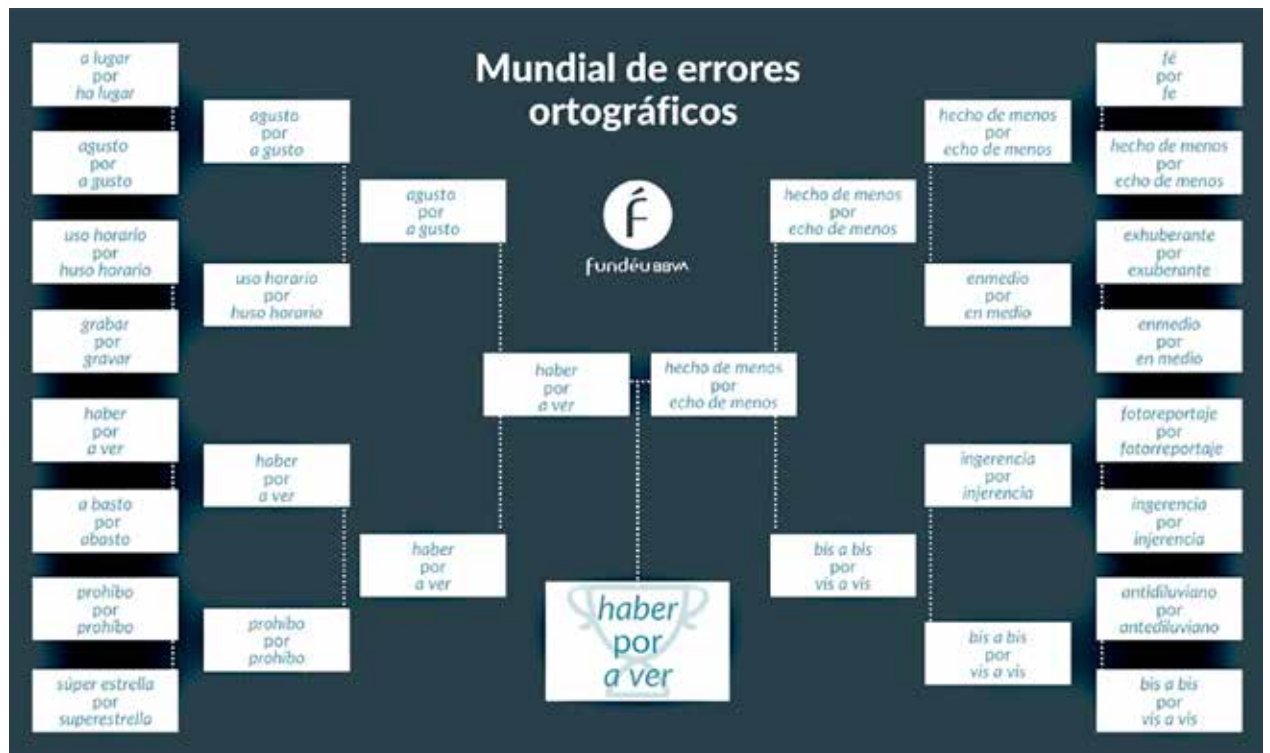 Mundial de errores
ortográficos
É
fundéu BBVA
a lugar
por
ha lugar
agusto
por
a gusto
uso horario
por
huso horario
grabar
por
gravar
haber
por
a ver
a basto
por
abasto
prohibo
por
prohíbo
súper estrella
por
superestrella
agusto
por
a gusto
uso horario
por
huso horario
haber
por
a ver
prohibo
por
prohíbo
agusto
por
a gusto
haber
por
a ver
haber
por
a ver
haber
por
a ver
hecho de menos
por
echo de menos
hecho de menos
por
echo de menos
bis a bis
por
vis a vis
hecho de menos
por
echo de menos
enmedio
por
en medio
ingerencia
por
injerencia
bis a bis
por
vis a vis
fé
por
fe
hecho de menos
por
echo de menos
exhuberante
por
exuberante
enmedio
por
en medio
fotoreportaje
por
fotorreportaje
ingerencia
por
injerencia
antidiluviano
por
antediluviano
bis a bis
por
vis a vis